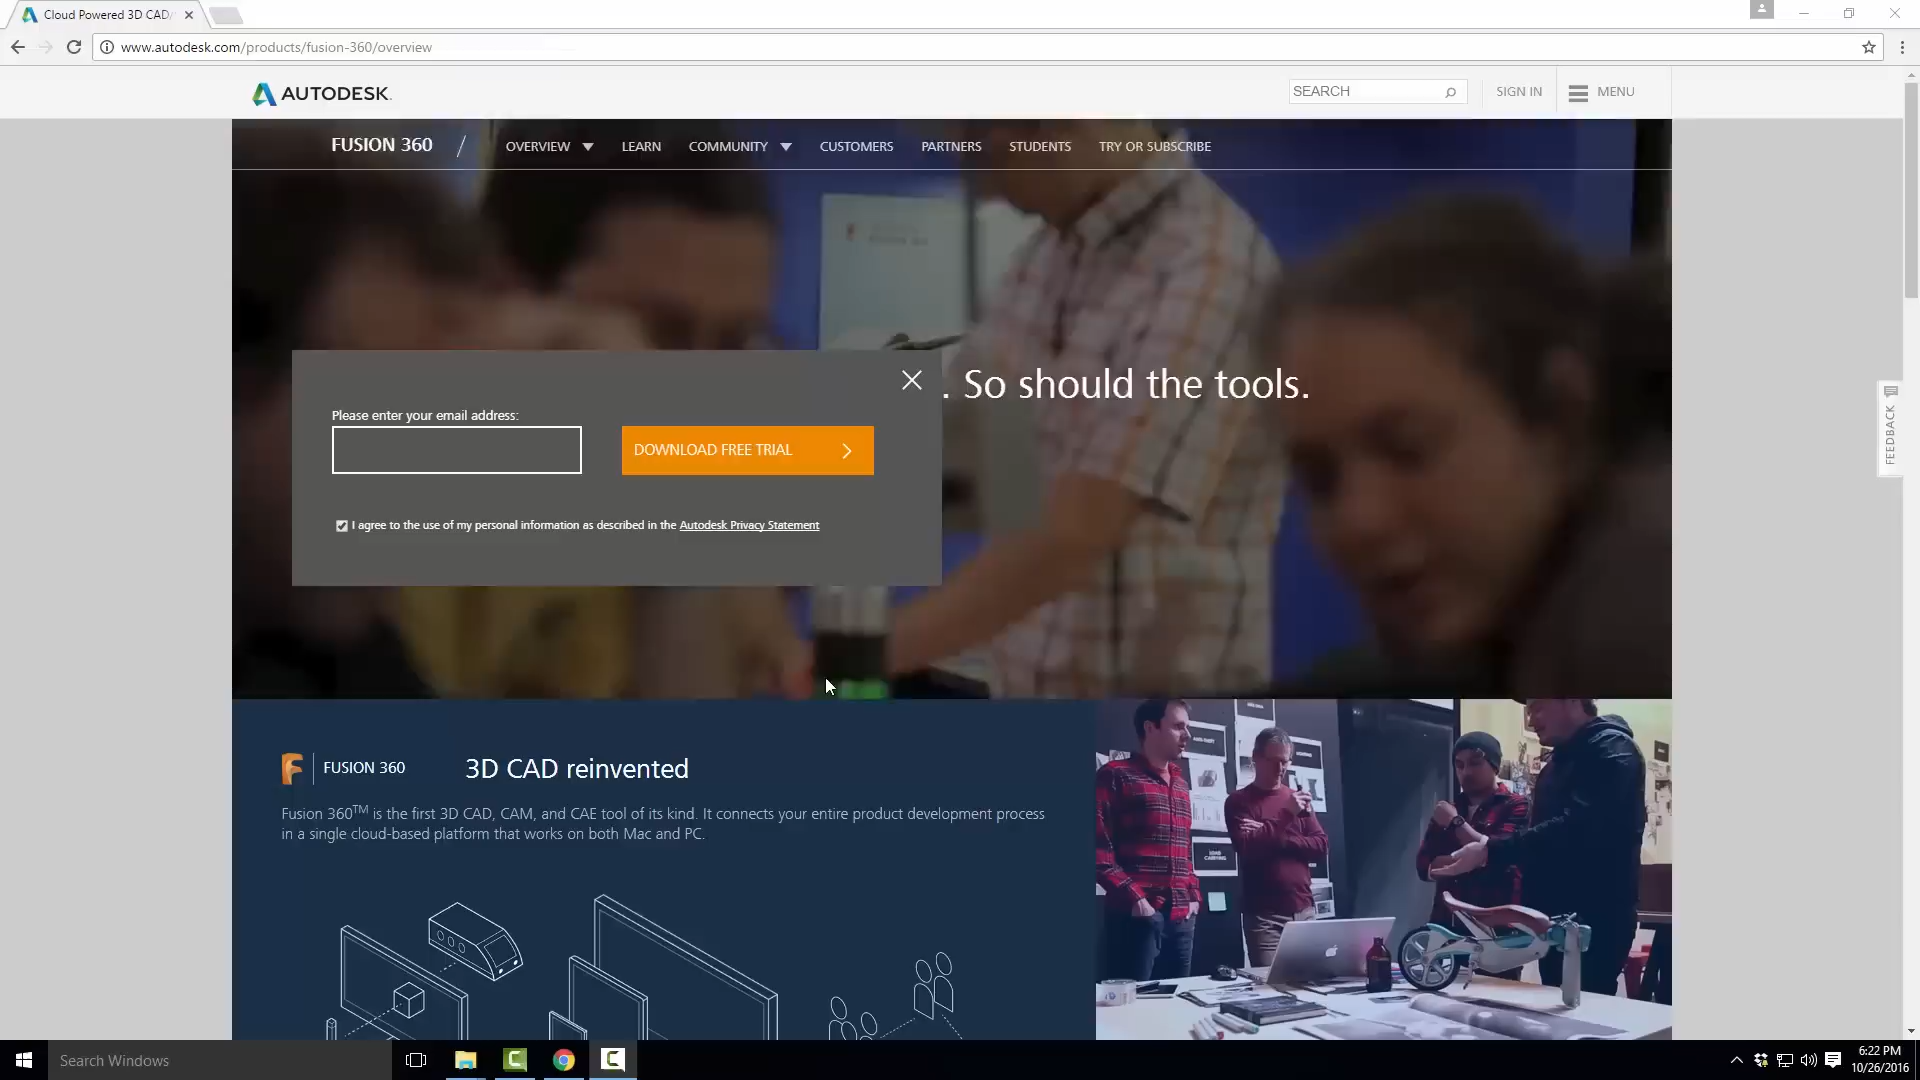 Cloud Powered 3D CAD/
www.autodesk.com/products/fusion-360/overview
AUTODESK.
SEARCH
SIGN IN
MENU
FUSION 360 /
OVERVIEW
LEARN
COMMUNITY
CUSTOMERS
PARTNERS
STUDENTS
TRY OR SUBSCRIBE
. So should the tools.
Please enter your email address:
DOWNLOAD FREE TRIAL
I agree to the use of my personal information as described in the Autodesk Privacy Statement
FEEDBACK
FUSION 360
3D CAD reinvented
Fusion 360TM is the first 3D CAD, CAM, and CAE tool of its kind. It connects your entire product development process
in a single cloud-based platform that works on both Mac and PC.
LOAD
CARRYING
Search Windows
6:22 PM
10/26/2016